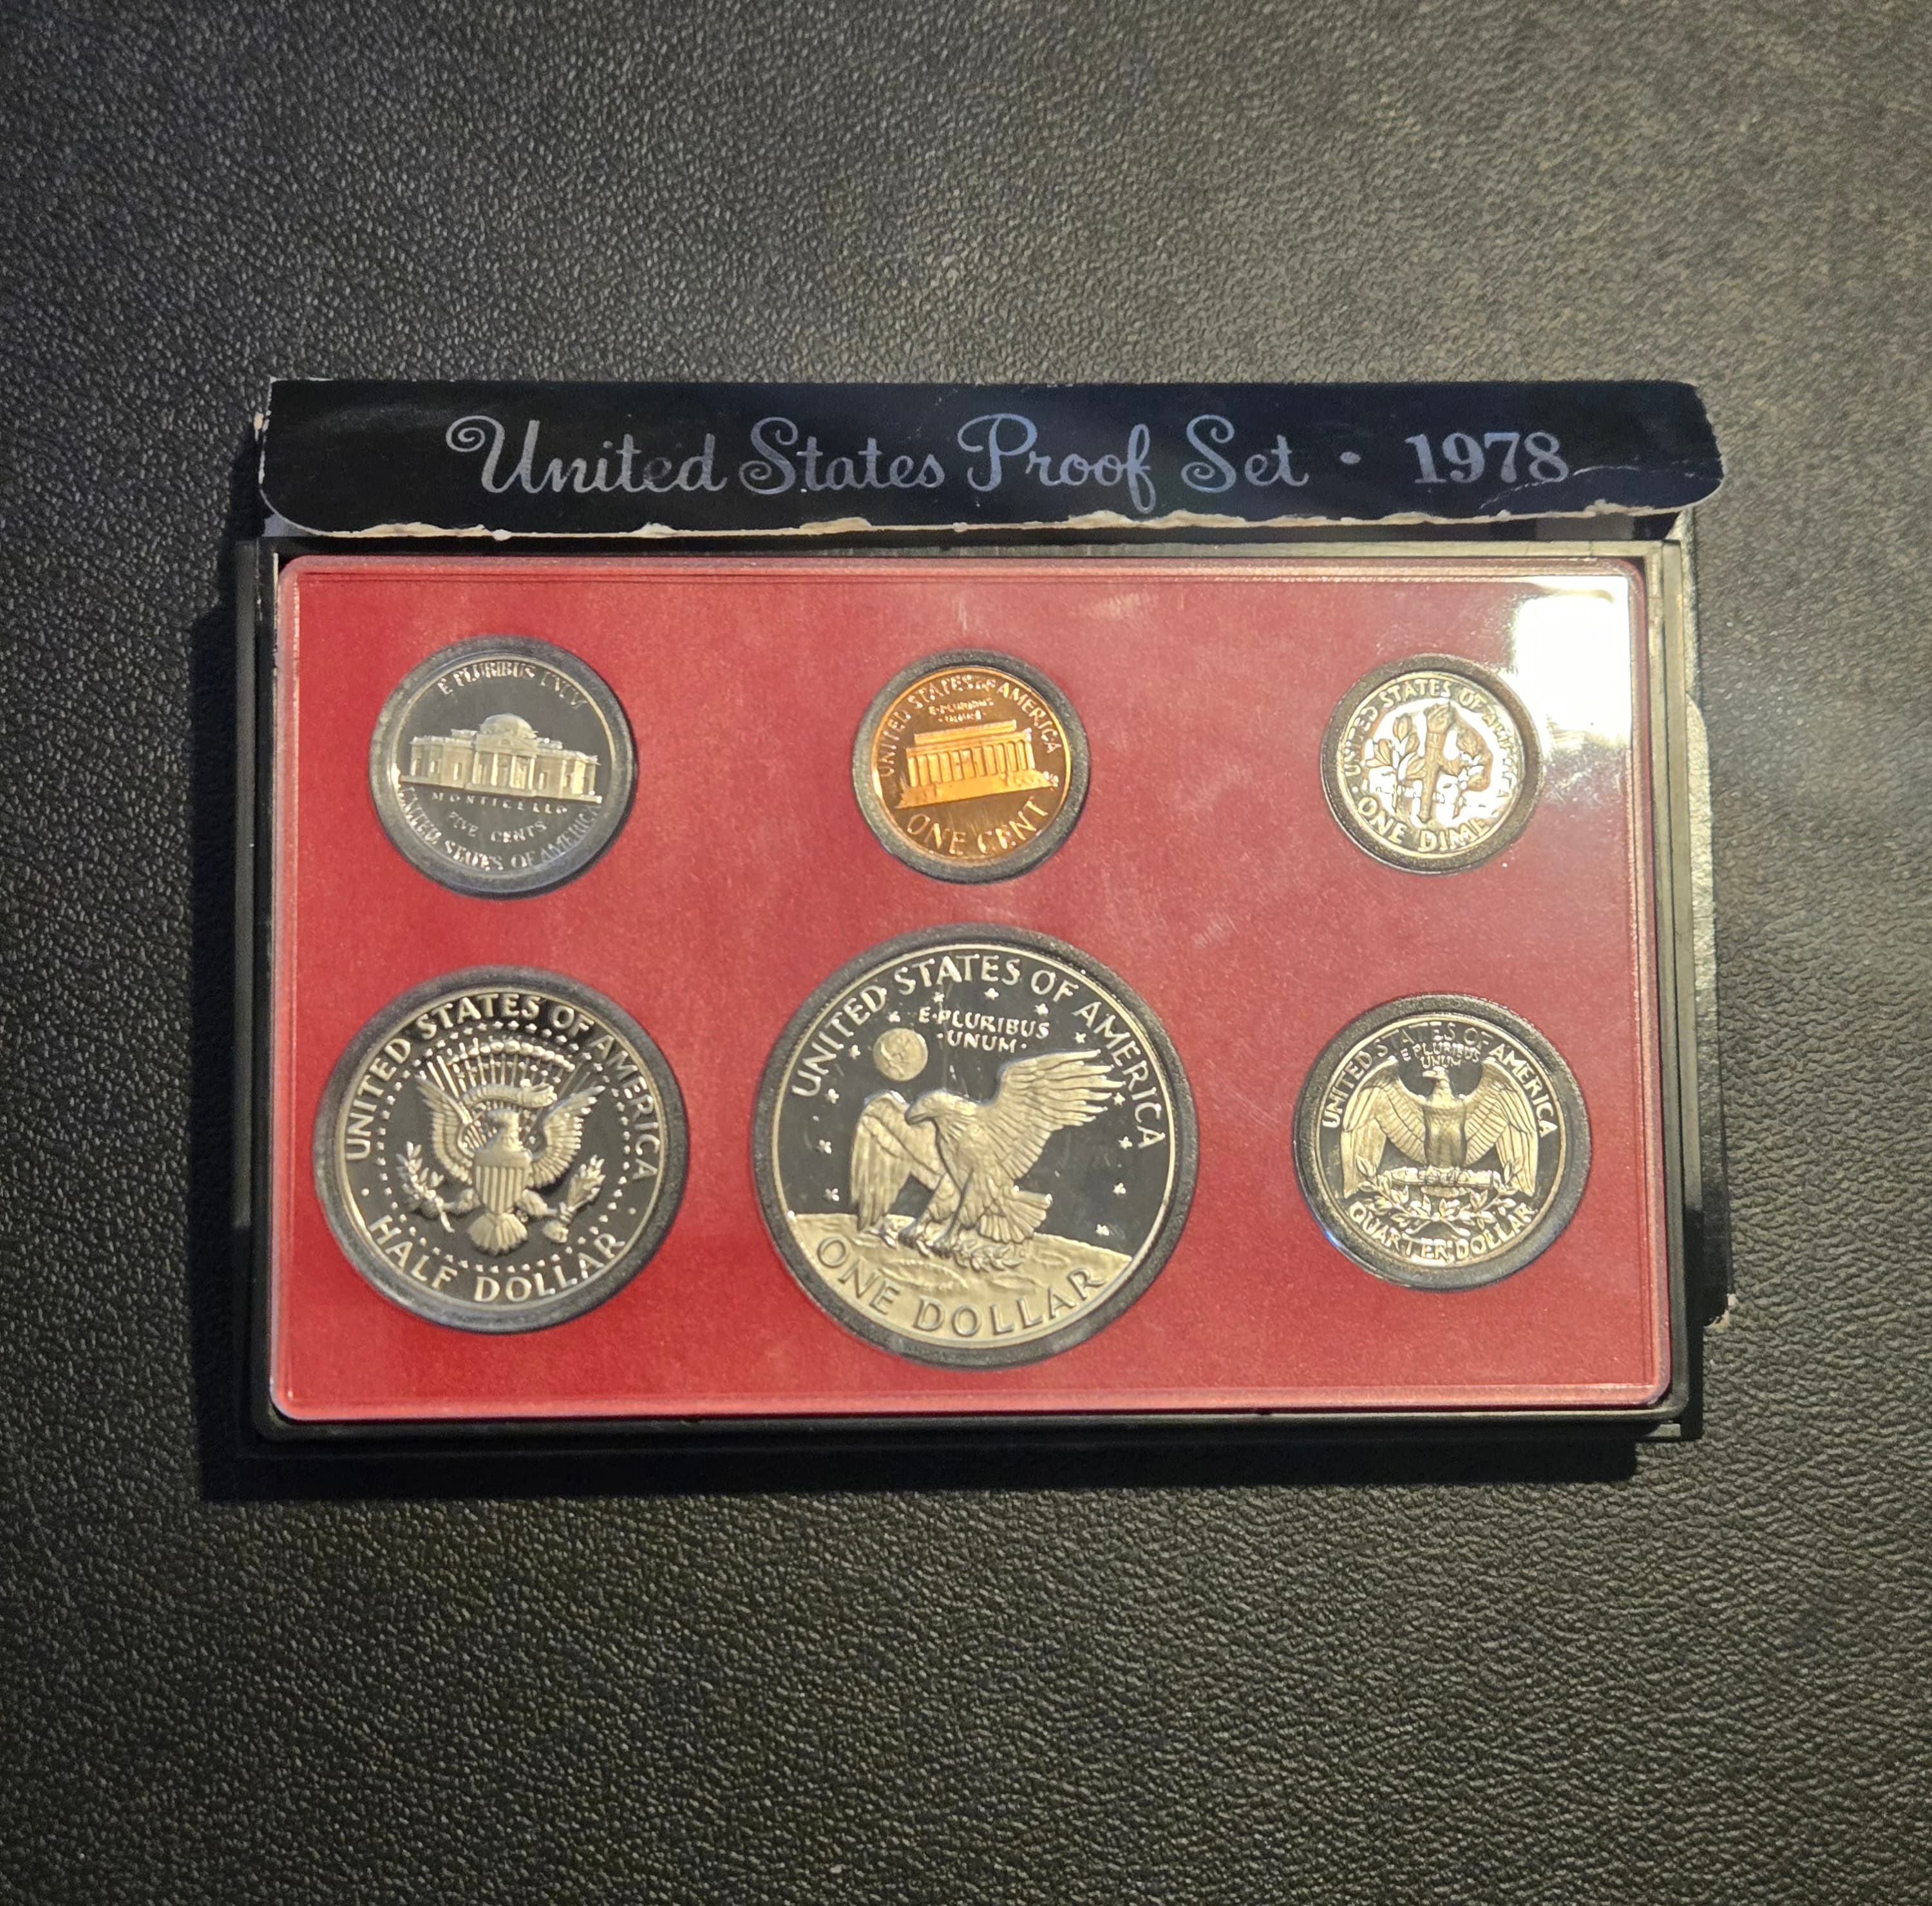 United States Proof Set · 1978
E PLURIBUS UNUM
MONTICELLO
FIVE CENTS
UNITED STATES OF AMERICA
UNITED STATES OF AMERICA
E·PLURIBUS
·UNUM·
ONE CENT
UNITED STATES OF AMERICA
ONE DIME
UNITED STATES OF AMERICA
HALF DOLLAR
UNITED STATES OF AMERICA
E·PLURIBUS
·UNUM·
ONE DOLLAR
UNITED STATES OF AMERICA
E PLURIBUS
UNUM
QUARTER DOLLAR